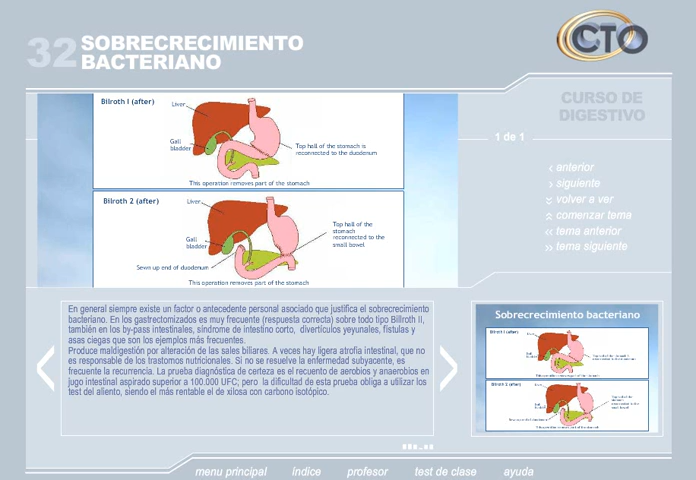 32 SOBRECRECIMIENTO
BACTERIANO
CTO
CURSO DE
DIGESTIVO
1 de 1
‹ anterior
› siguiente
volver a ver
comenzar tema
‹‹ tema anterior
›› tema siguiente
Bilroth I (after)
Liver
Gall
bladder
Top hall of the stomach is
reconnected to the duodenum
This operation removes part of the stomach
Bilroth 2 (after)
Liver
Top hall of the
stomach
reconnected to the
small bowel
Gall
bladder
Sewn up end of duodenum
This operation removes part of the stomach
En general siempre existe un factor o antecedente personal asociado que justifica el sobrecrecimiento
bacteriano. En los gastrectomizados es muy frecuente (respuesta correcta) sobre todo tipo Billroth II,
también en los by-pass intestinales, síndrome de intestino corto, diverticulos yeyunales, fistulas y
asas ciegas que son los ejemplos más frecuentes.
Produce maldigestión por alteración de las sales biliares. A veces hay ligera atrofia intestinal, que no
es responsable de los trastornos nutricionales. Si no se resuelve la enfermedad subyacente, es
frecuente la recurrencia. La prueba diagnóstica de certeza es el recuento de aerobios y anaerobios en
jugo intestinal aspirado superior a 100.000 UFC; pero la dificultad de esta prueba obliga a utilizar los
test del aliento, siendo el más rentable el de xilosa con carbono isotópico.
Sobrecrecimiento bacteriano
menu principal
índice
profesor
test de clase
ayuda